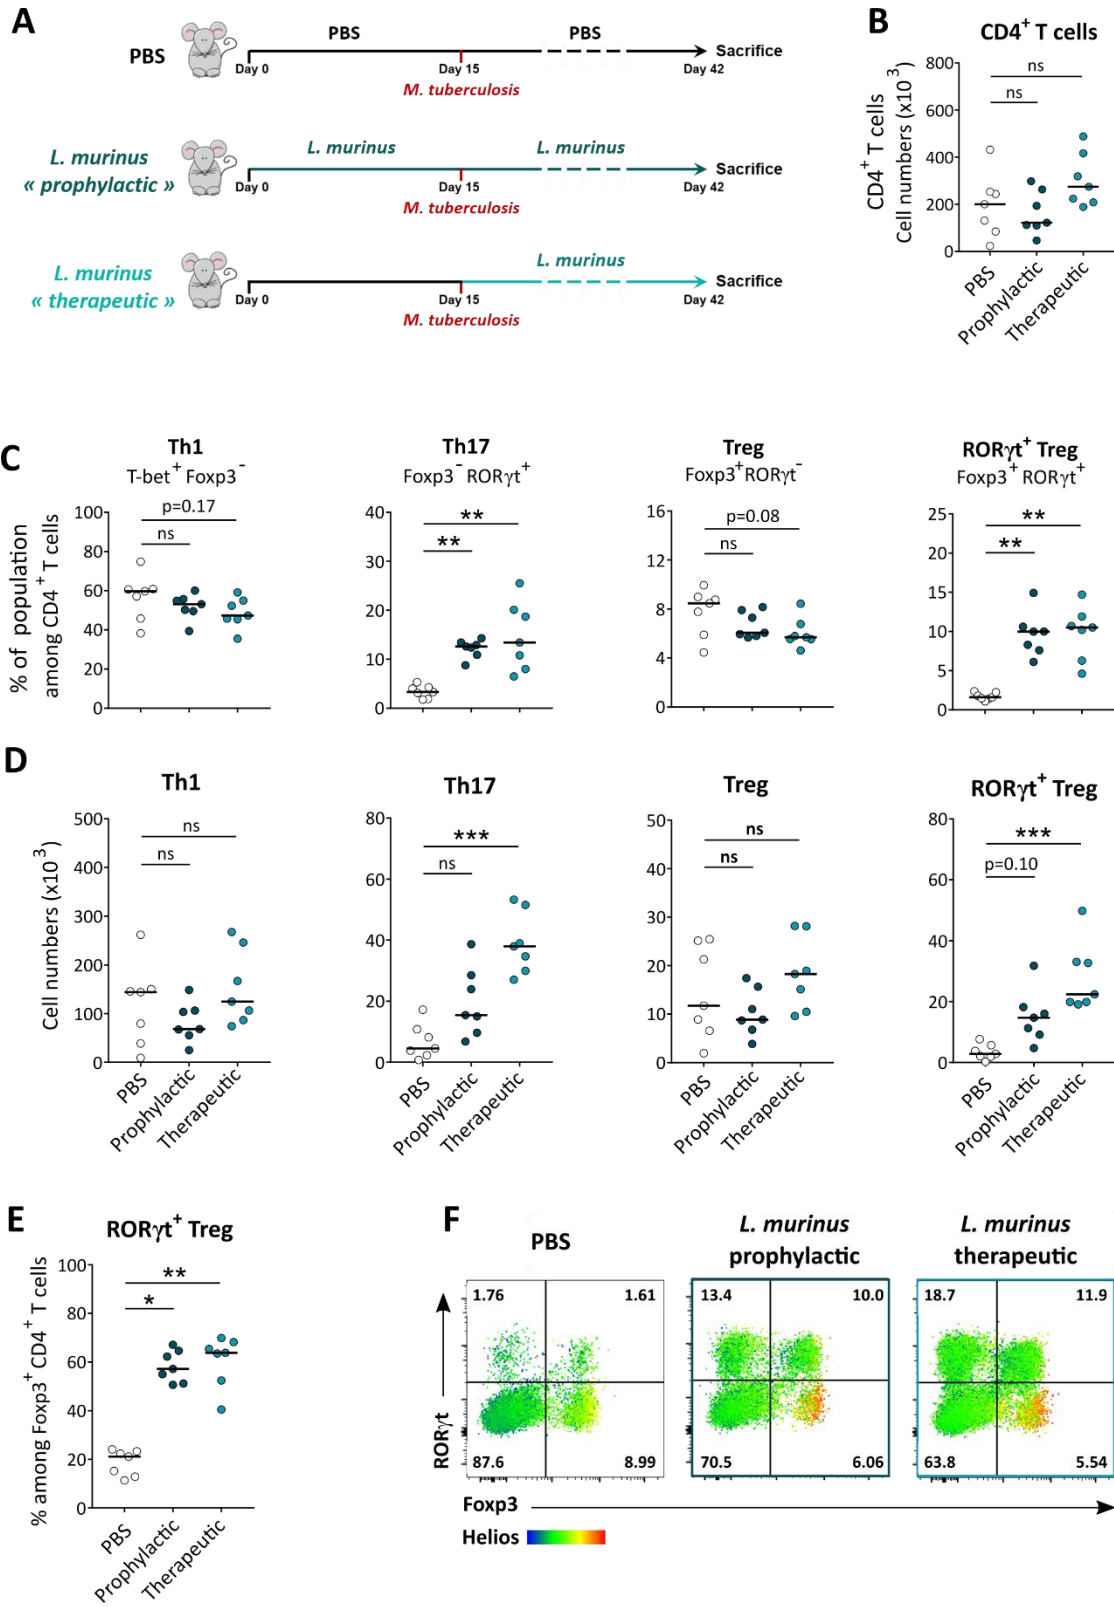 A
PBS
PBS
PBS
Sacrifice
Day 0
Day 15
Day 42
M. tuberculosis
L. murinus
« prophylactic »
L. murinus
L. murinus
Sacrifice
Day 0
Day 15
Day 42
M. tuberculosis
L. murinus
« therapeutic »
L. murinus
Sacrifice
Day 0
Day 15
Day 42
M. tuberculosis
B
CD4⁺ T cells
CD4⁺ T cells
Cell numbers (x10³)
800
600
400
200
0
ns
ns
PBS
Prophylactic
Therapeutic
C
% of population
among CD4⁺ T cells
Th1
T-bet⁺ Foxp3⁻
p=0.17
ns
100
80
60
40
20
0
Th17
Foxp3⁻ RORγt⁺
**
**
40
30
20
10
0
Treg
Foxp3⁺RORγt⁻
p=0.08
ns
16
12
8
4
0
RORγt⁺ Treg
Foxp3⁺ RORγt⁺
**
**
25
20
15
10
5
0
D
Cell numbers (x10³)
Th1
ns
ns
500
400
300
200
100
0
PBS
Prophylactic
Therapeutic
Th17
***
ns
80
60
40
20
0
PBS
Prophylactic
Therapeutic
Treg
ns
ns
50
40
30
20
10
0
PBS
Prophylactic
Therapeutic
RORγt⁺ Treg
***
p=0.10
80
60
40
20
0
PBS
Prophylactic
Therapeutic
E
RORγt⁺ Treg
% among Foxp3⁺ CD4⁺ T cells
**
*
100
80
60
40
20
0
PBS
Prophylactic
Therapeutic
F
PBS
1.76
1.61
87.6
8.99
L. murinus
prophylactic
13.4
10.0
70.5
6.06
L. murinus
therapeutic
18.7
11.9
63.8
5.54
RORγt
Foxp3
Helios